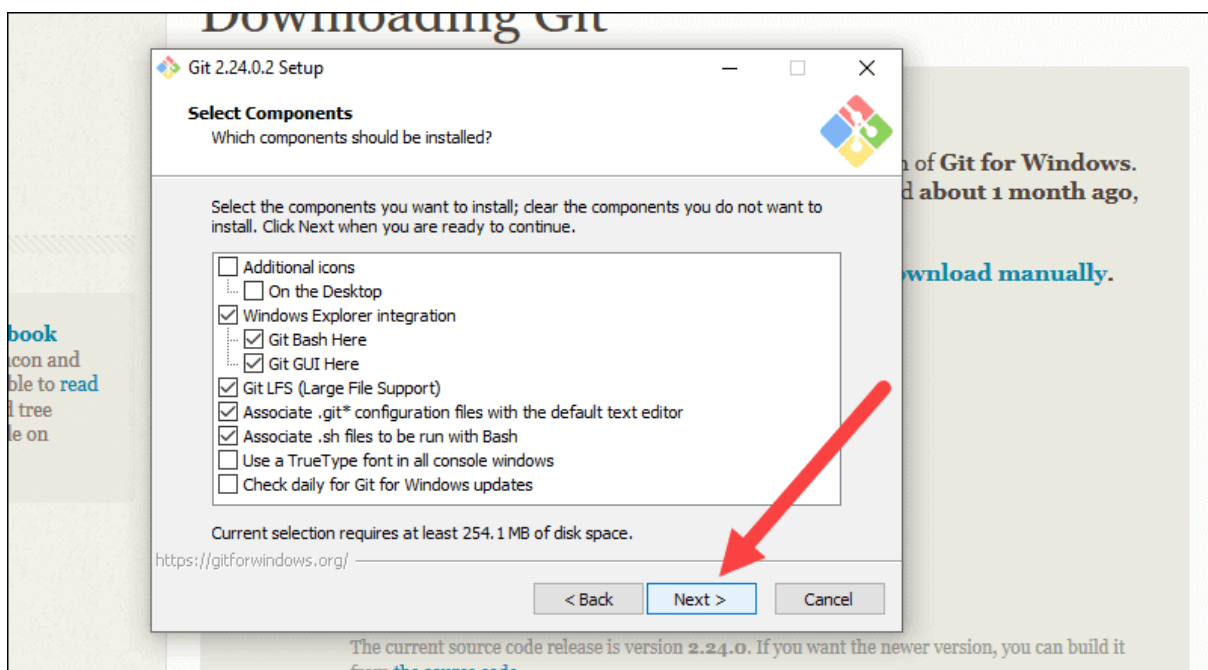 Downloading Git
Git 2.24.0.2 Setup
Select Components
Which components should be installed?
of Git for Windows.
about 1 month ago,
download manually.
Select the components you want to install; clear the components you do not want to
install. Click Next when you are ready to continue.
Additional icons
On the Desktop
Windows Explorer integration
Git Bash Here
Git GUI Here
Git LFS (Large File Support)
Associate .git* configuration files with the default text editor
Associate .sh files to be run with Bash
Use a TrueType font in all console windows
Check daily for Git for Windows updates
book
and
to read
tree
on
Current selection requires at least 254.1 MB of disk space.
https://gitforwindows.org/
< Back
Next >
Cancel
The current source code release is version 2.24.0. If you want the newer version, you can build it
from the source code.